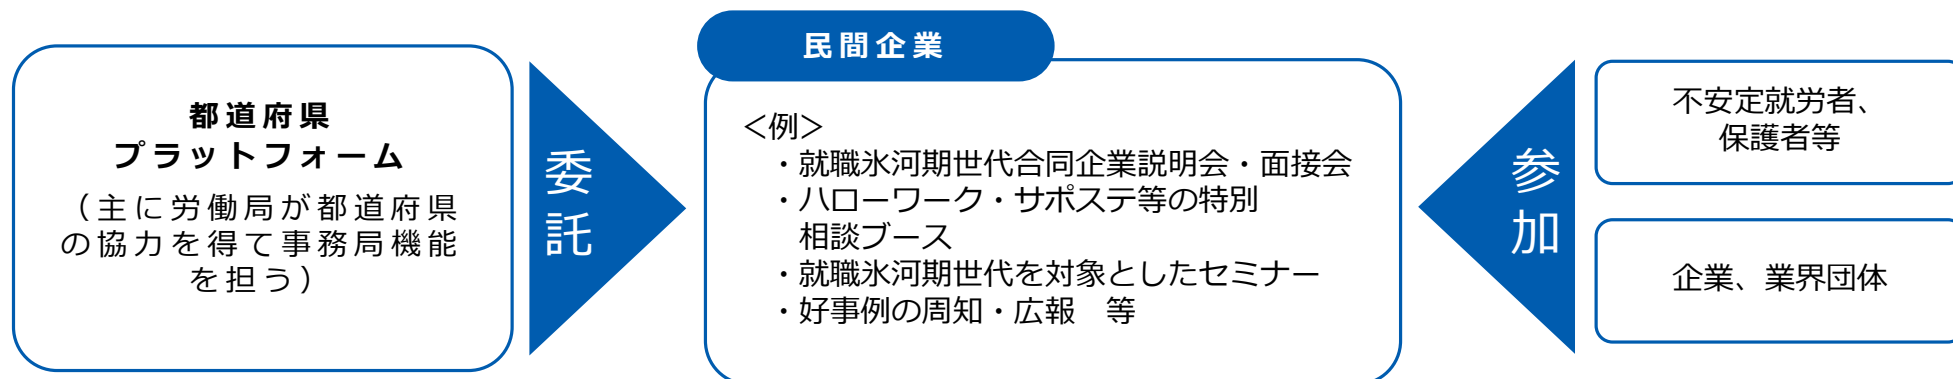 都道府県
プラットフォーム
（主に労働局が都道府県
の協力を得て事務局機能
を担う）
委
託
民間企業
＜例＞
・就職氷河期世代合同企業説明会・面接会
・ハローワーク・サポステ等の特別
相談ブース
・就職氷河期世代を対象としたセミナー
・好事例の周知・広報　等
参
加
不安定就労者、
保護者等
企業、業界団体